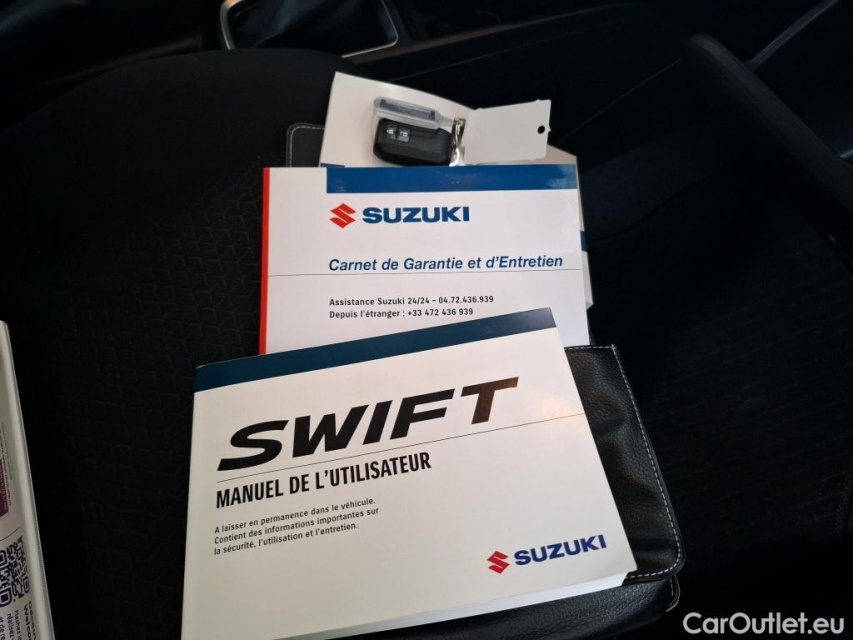 SUZUKI
Carnet de Garantie et d'Entretien
Assistance Suzuki 24/24 – 04.72.436.939
Depuis l'étranger : +33 472 436 939
SWIFT
MANUEL DE L'UTILISATEUR
A laisser en permanence dans le véhicule.
Contient des informations importantes sur
la sécurité, l'utilisation et l'entretien.
SUZUKI
CarOutlet.eu